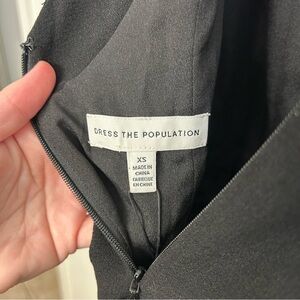 DRESS THE POPULATION
XS
MADE IN
CHINA
FABRIQUÉ
EN CHINE